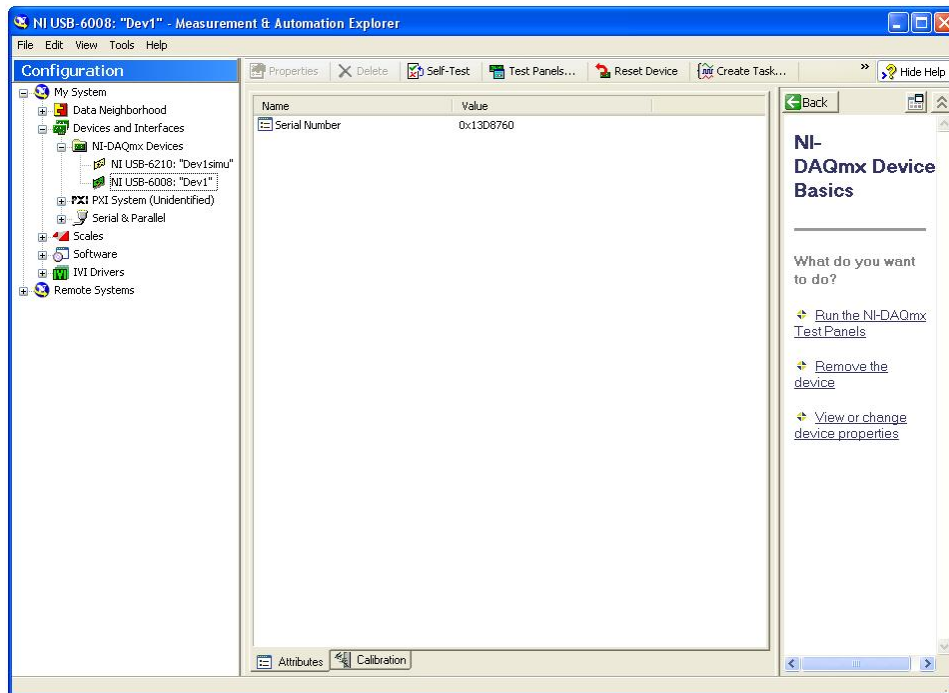 NI USB-6008: "Dev1" - Measurement & Automation Explorer
File Edit View Tools Help
Configuration
My System
Data Neighborhood
Devices and Interfaces
NI-DAQmx Devices
NI USB-6210: "Dev1simu"
NI USB-6008: "Dev1"
PXI PXI System (Unidentified)
Serial & Parallel
Scales
Software
IVI Drivers
Remote Systems
Properties Delete Self-Test Test Panels... Reset Device Create Task... » Hide Help
Name Value
Serial Number 0x13D8760
Attributes Calibration
Back
NI-
DAQmx Device
Basics
What do you want
to do?
Run the NI-DAQmx
Test Panels
Remove the
device
View or change
device properties